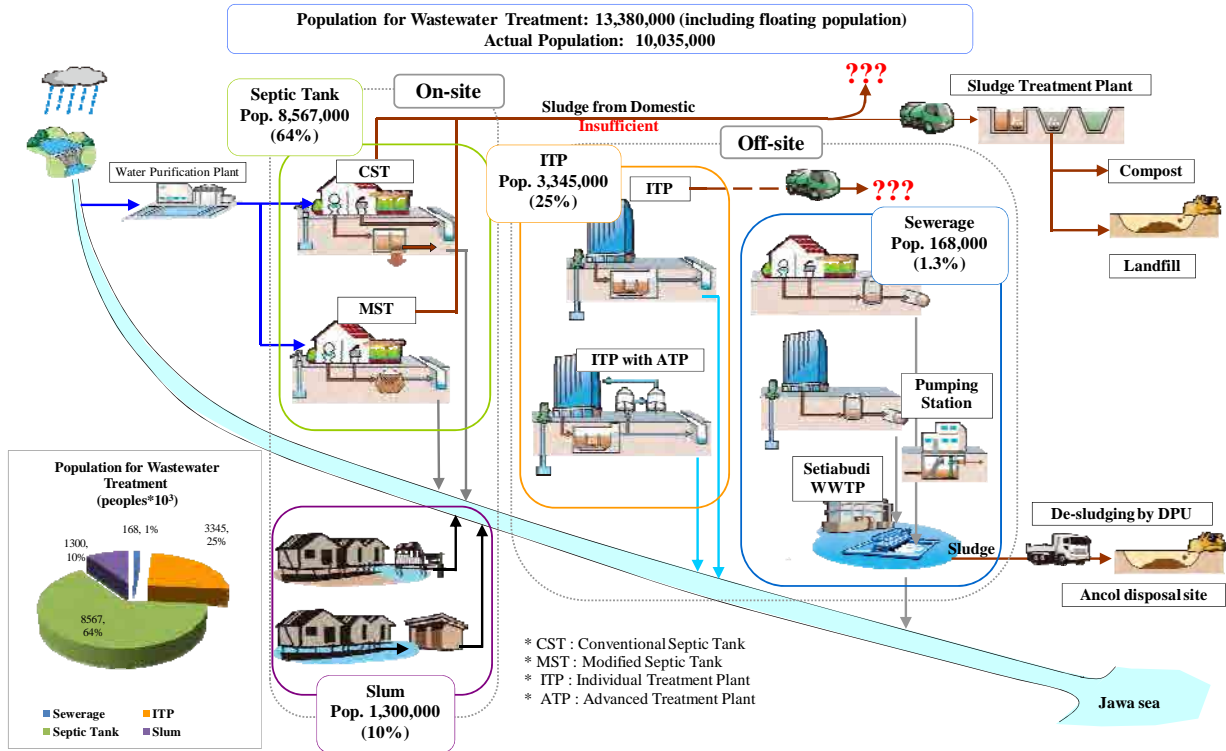 Population for Wastewater Treatment: 13,380,000 (including floating population)
Actual Population: 10,035,000
On-site
Septic Tank
Pop. 8,567,000
(64%)
Sludge from Domestic
Insufficient
???
Sludge Treatment Plant
Off-site
Water Purification Plant
CST
ITP
Pop. 3,345,000
(25%)
ITP
???
Compost
Sewerage
Pop. 168,000
(1.3%)
Landfill
MST
ITP with ATP
Pumping
Station
Setiabudi
WWTP
Sludge
De-sludging by DPU
Ancol disposal site
Population for Wastewater
Treatment
(peoples*10³)
168, 1%
3345,
25%
1300,
10%
8567,
64%
Sewerage
ITP
Septic Tank
Slum
Slum
Pop. 1,300,000
(10%)
* CST : Conventional Septic Tank
* MST : Modified Septic Tank
* ITP : Individual Treatment Plant
* ATP : Advanced Treatment Plant
Jawa sea